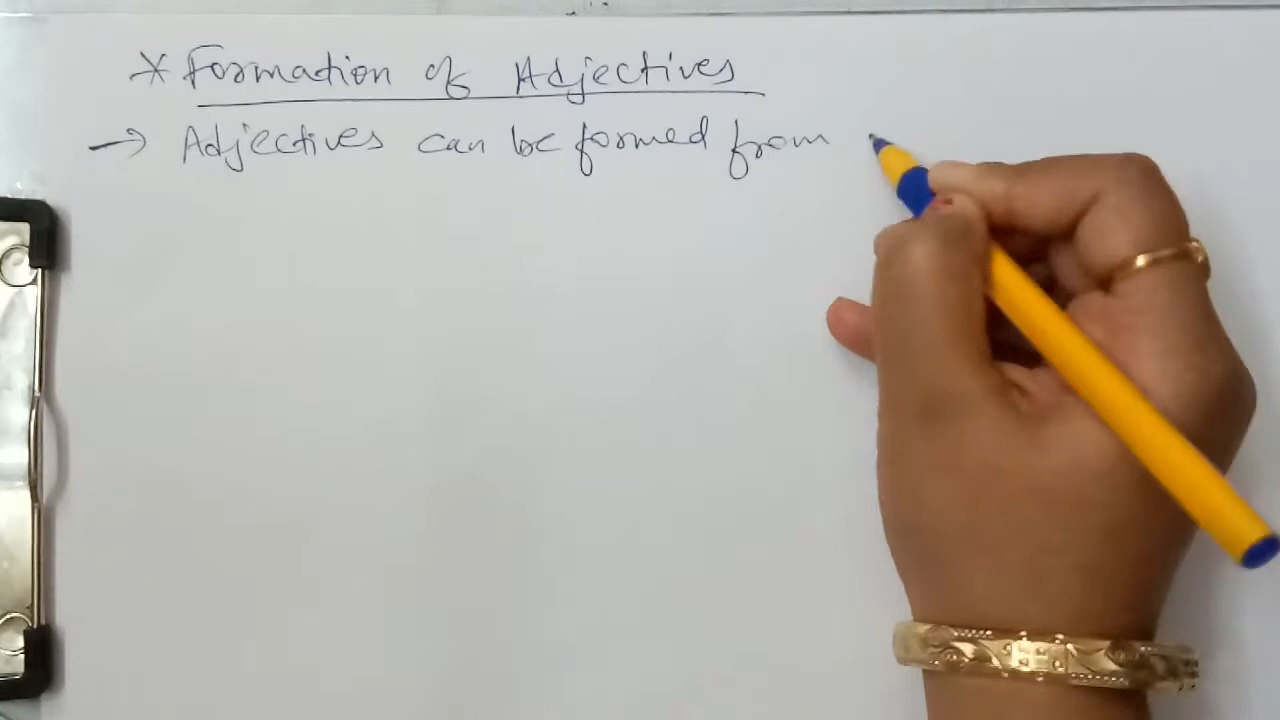 * Formation of Adjectives
→ Adjectives can be formed from